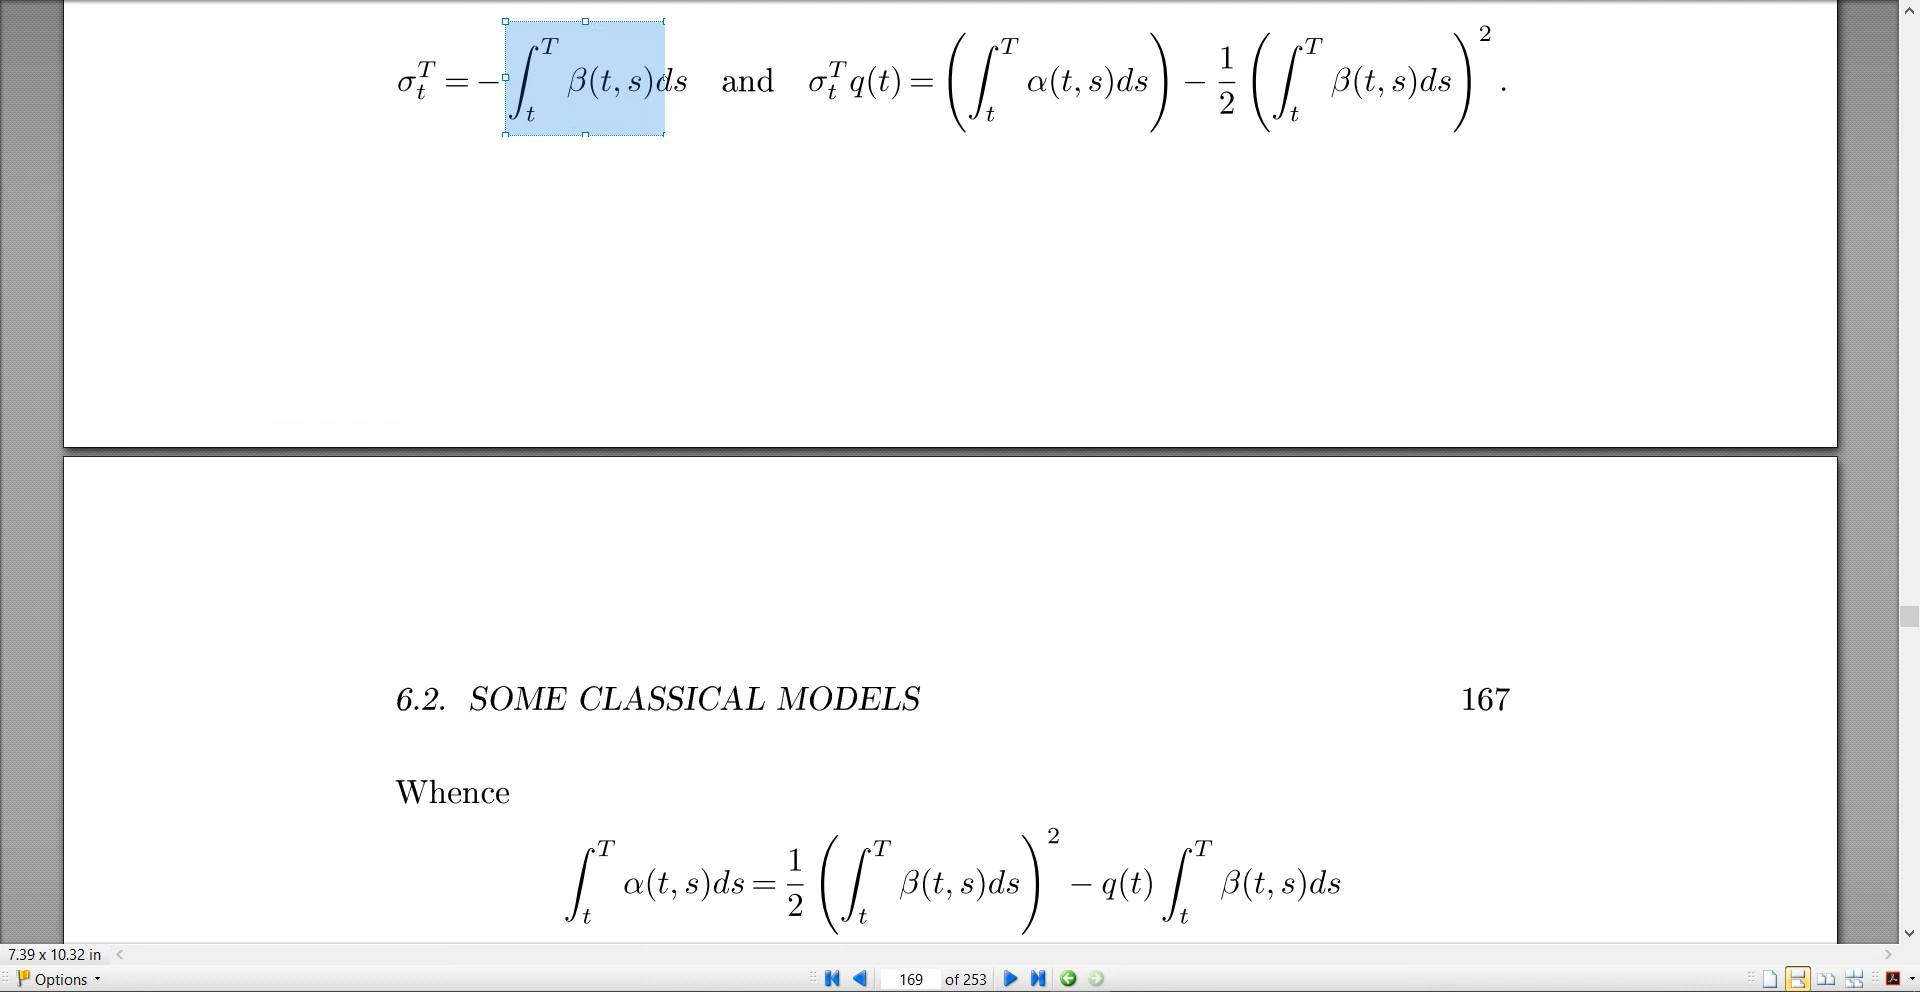 σ_t^T = −∫_t^T β(t, s)ds and σ_t^T q(t) = (∫_t^T α(t, s)ds) − 1/2 (∫_t^T β(t, s)ds)^2 .
6.2. SOME CLASSICAL MODELS 167
Whence
∫_t^T α(t, s)ds = 1/2 (∫_t^T β(t, s)ds)^2 − q(t) ∫_t^T β(t, s)ds
7.39 x 10.32 in
Options 169 of 253